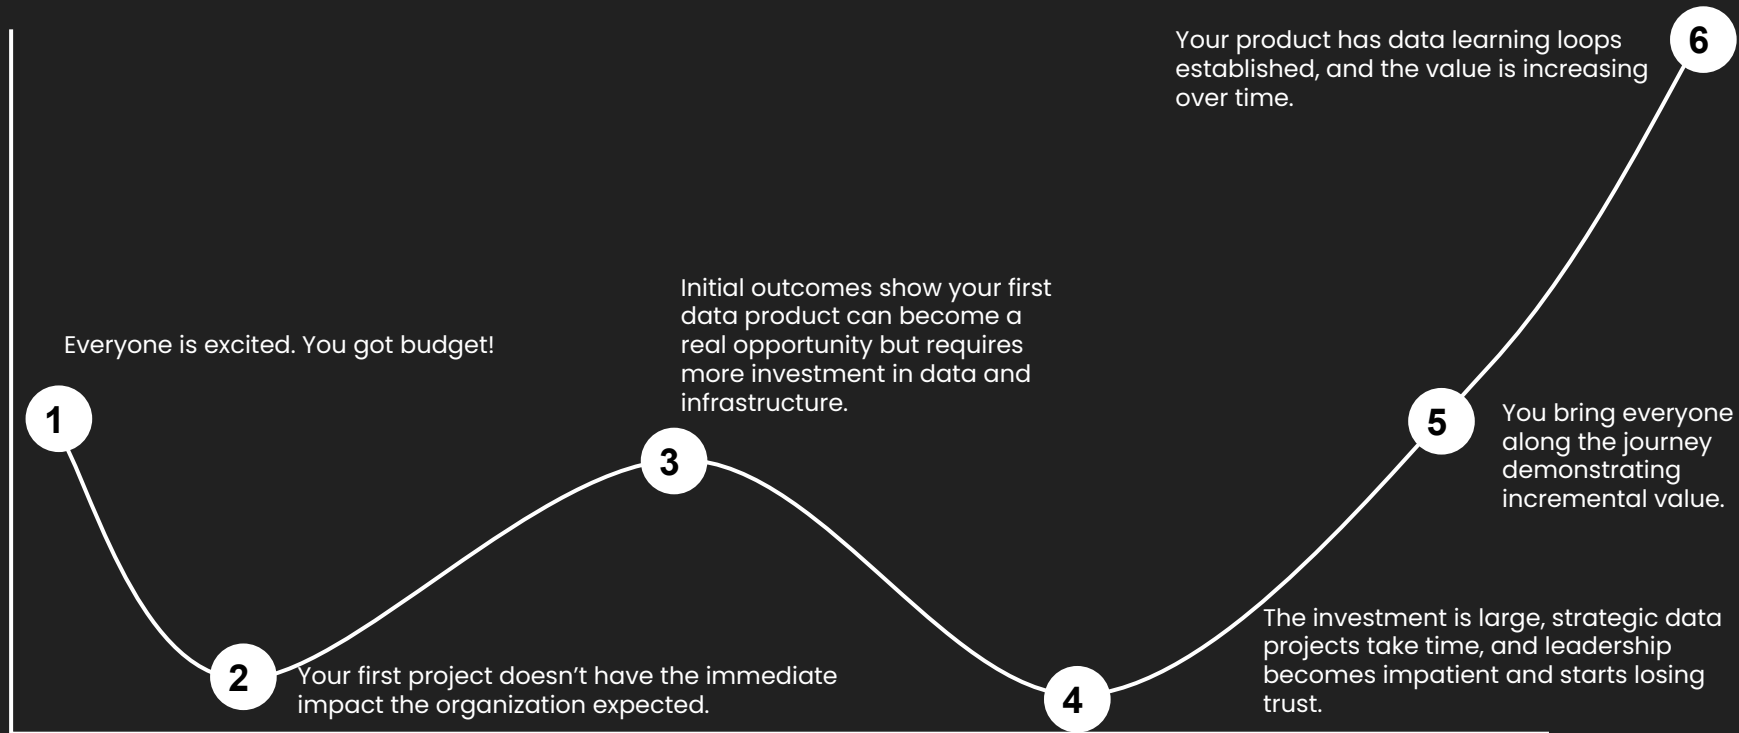 1
Everyone is excited. You got budget!
2
Your first project doesn’t have the immediate
impact the organization expected.
3
Initial outcomes show your first
data product can become a
real opportunity but requires
more investment in data and
infrastructure.
4
The investment is large, strategic data
projects take time, and leadership
becomes impatient and starts losing
trust.
5
You bring everyone
along the journey
demonstrating
incremental value.
6
Your product has data learning loops
established, and the value is increasing
over time.